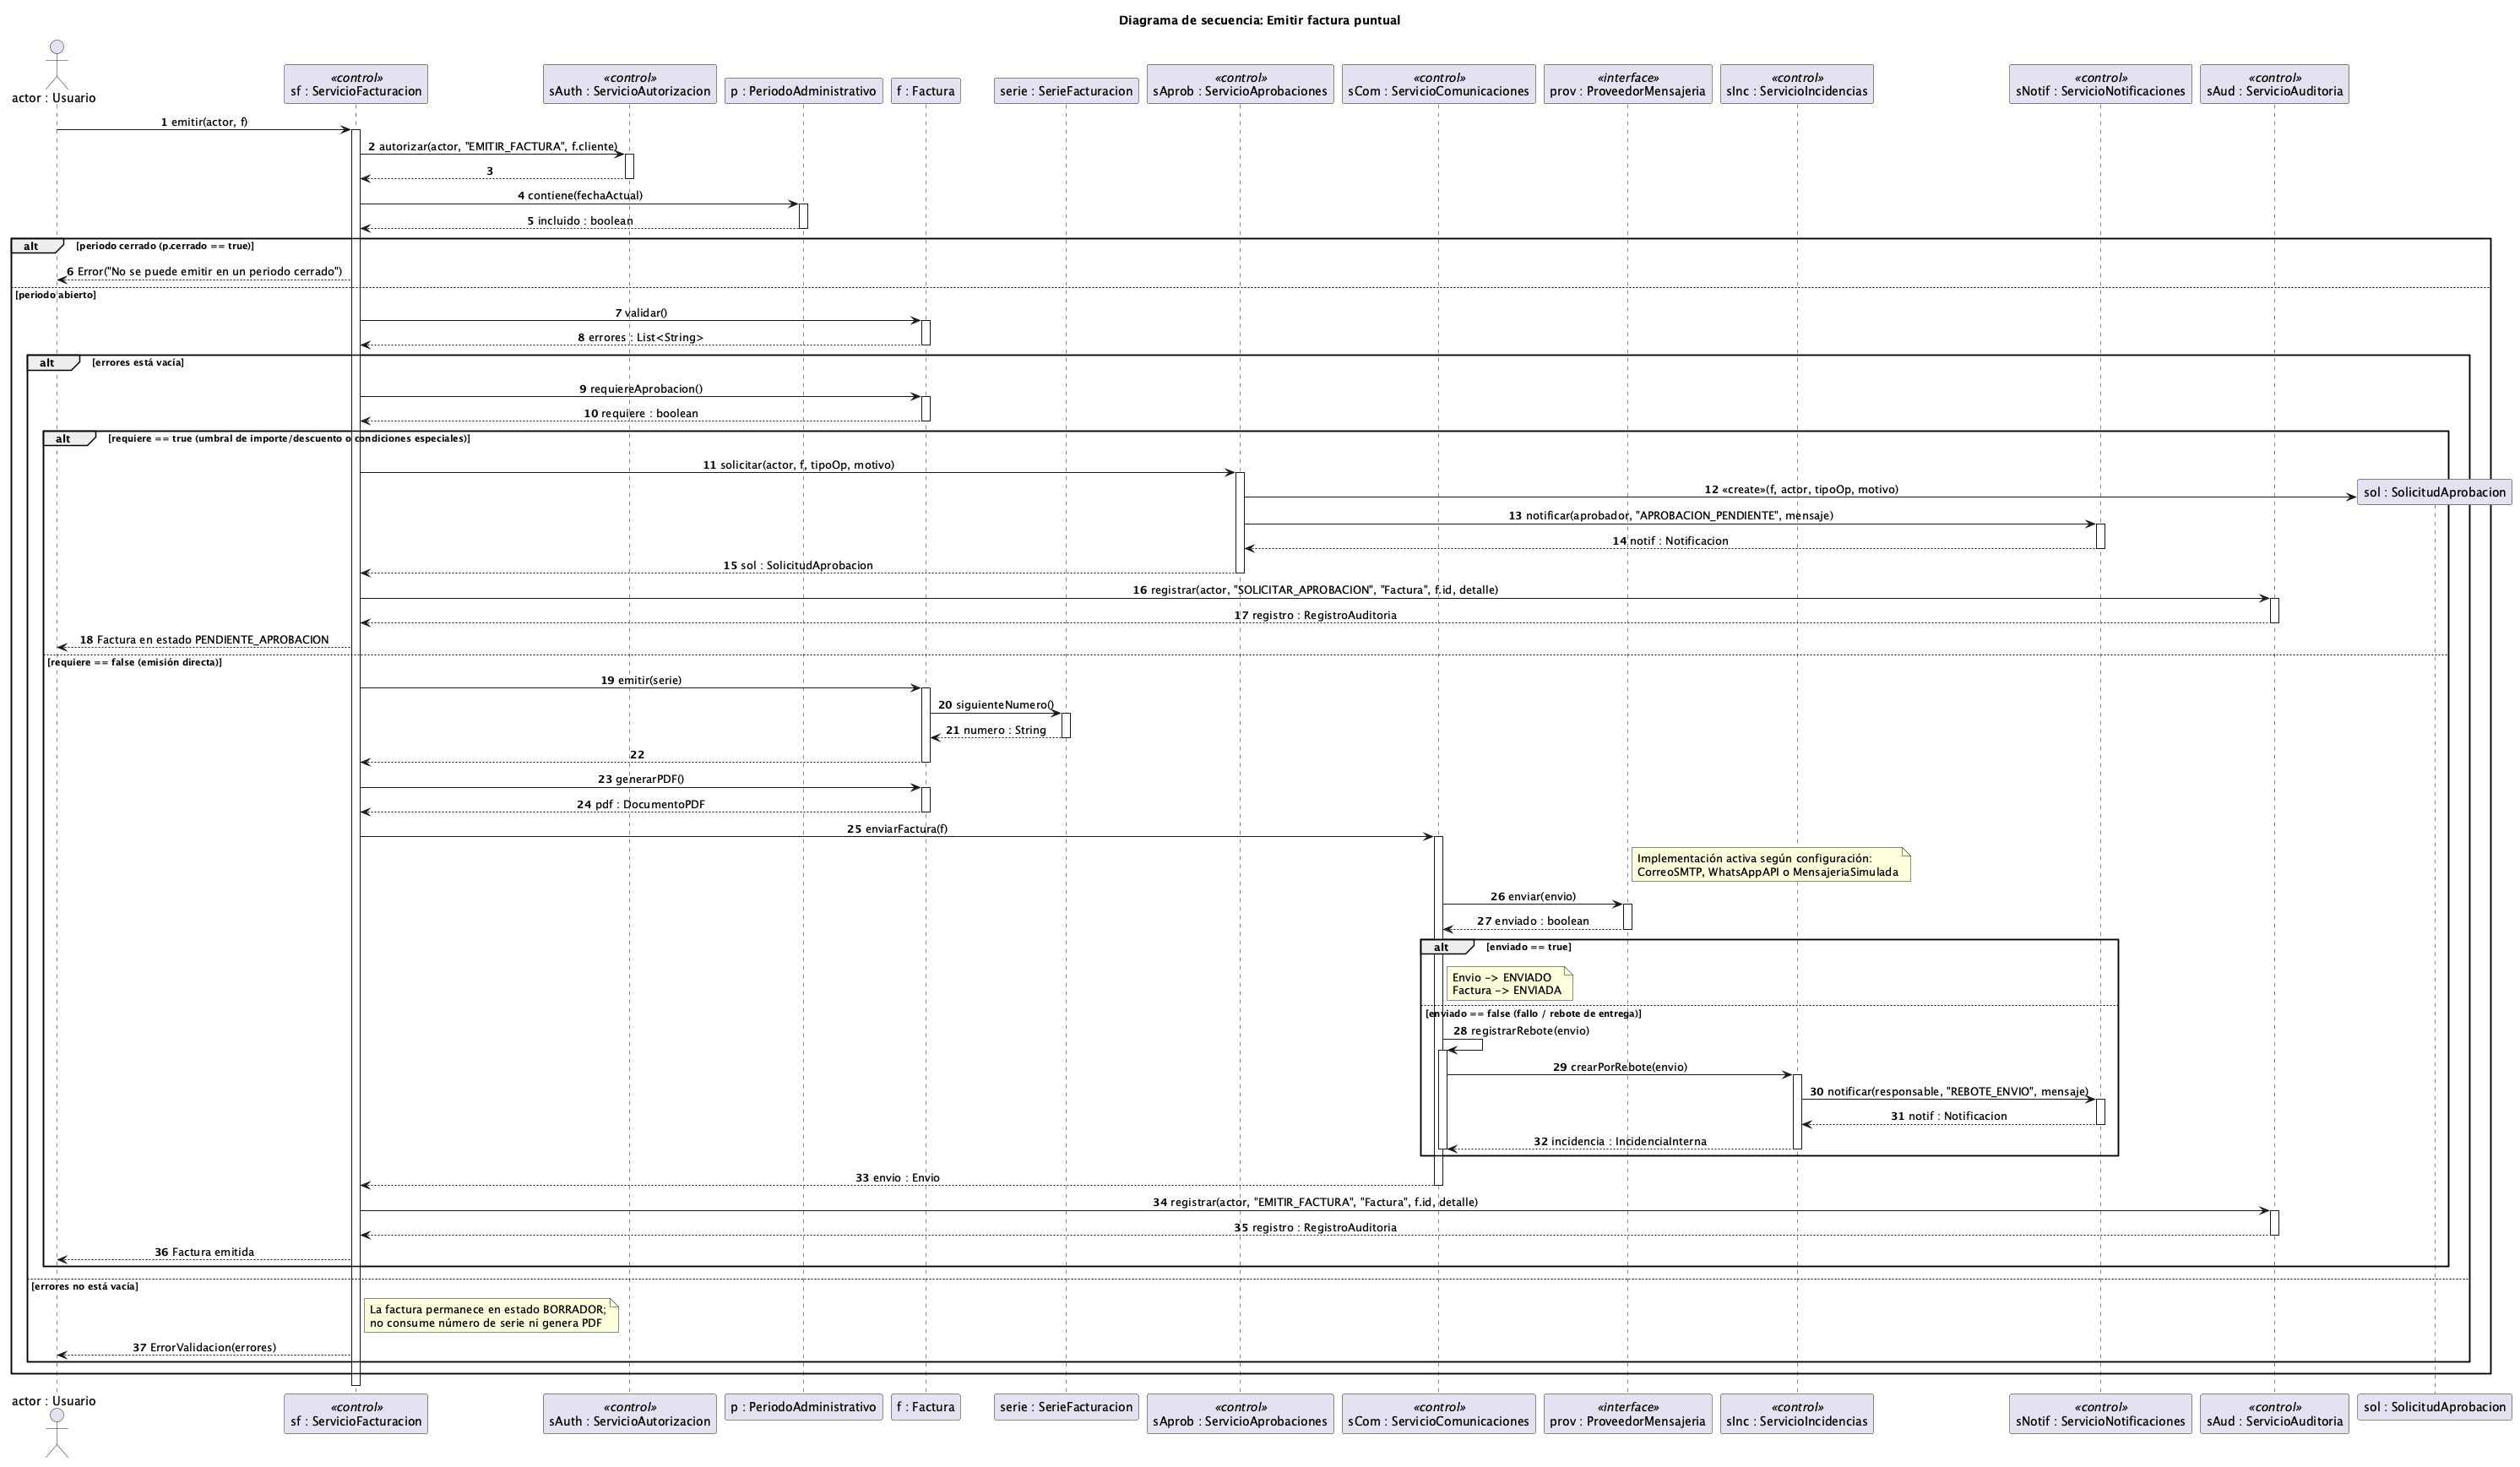 Diagrama de secuencia: Emitir factura puntual
actor : Usuario
«control»
sf : ServicioFacturacion
«control»
sAuth : ServicioAutorizacion
p : PeriodoAdministrativo
f : Factura
serie : SerieFacturacion
«control»
sAprob : ServicioAprobaciones
«control»
sCom : ServicioComunicaciones
«interface»
prov : ProveedorMensajeria
«control»
sInc : ServicioIncidencias
«control»
sNotif : ServicioNotificaciones
«control»
sAud : ServicioAuditoria
1 emitir(actor, f)
2 autorizar(actor, "EMITIR_FACTURA", f.cliente)
3
4 contiene(fechaActual)
5 incluido : boolean
alt [periodo cerrado (p.cerrado == true)]
6 Error("No se puede emitir en un periodo cerrado")
[periodo abierto]
7 validar()
8 errores : List<String>
alt [errores está vacía]
9 requiereAprobacion()
10 requiere : boolean
alt [requiere == true (umbral de importe/descuento o condiciones especiales)]
11 solicitar(actor, f, tipoOp, motivo)
12 «create»(f, actor, tipoOp, motivo)
sol : SolicitudAprobacion
13 notificar(aprobador, "APROBACION_PENDIENTE", mensaje)
14 notif : Notificacion
15 sol : SolicitudAprobacion
16 registrar(actor, "SOLICITAR_APROBACION", "Factura", f.id, detalle)
17 registro : RegistroAuditoria
18 Factura en estado PENDIENTE_APROBACION
[requiere == false (emisión directa)]
19 emitir(serie)
20 siguienteNumero()
21 numero : String
22
23 generarPDF()
24 pdf : DocumentoPDF
25 enviarFactura(f)
Implementación activa según configuración:
CorreoSMTP, WhatsAppAPI o MensajeriaSimulada
26 enviar(envio)
27 enviado : boolean
alt [enviado == true]
Envio -> ENVIADO
Factura -> ENVIADA
[enviado == false (fallo / rebote de entrega)]
28 registrarRebote(envio)
29 crearPorRebote(envio)
30 notificar(responsable, "REBOTE_ENVIO", mensaje)
31 notif : Notificacion
32 incidencia : IncidenciaInterna
33 envio : Envio
34 registrar(actor, "EMITIR_FACTURA", "Factura", f.id, detalle)
35 registro : RegistroAuditoria
36 Factura emitida
[errores no está vacía]
La factura permanece en estado BORRADOR;
no consume número de serie ni genera PDF
37 ErrorValidacion(errores)
actor : Usuario
«control»
sf : ServicioFacturacion
«control»
sAuth : ServicioAutorizacion
p : PeriodoAdministrativo
f : Factura
serie : SerieFacturacion
«control»
sAprob : ServicioAprobaciones
«control»
sCom : ServicioComunicaciones
«interface»
prov : ProveedorMensajeria
«control»
sInc : ServicioIncidencias
«control»
sNotif : ServicioNotificaciones
«control»
sAud : ServicioAuditoria
sol : SolicitudAprobacion